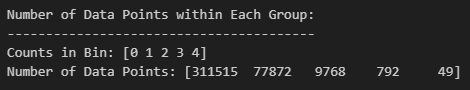 Number of Data Points within Each Group:
----------------------------------------
Counts in Bin: [0 1 2 3 4]
Number of Data Points: [311515  77872   9768    792     49]